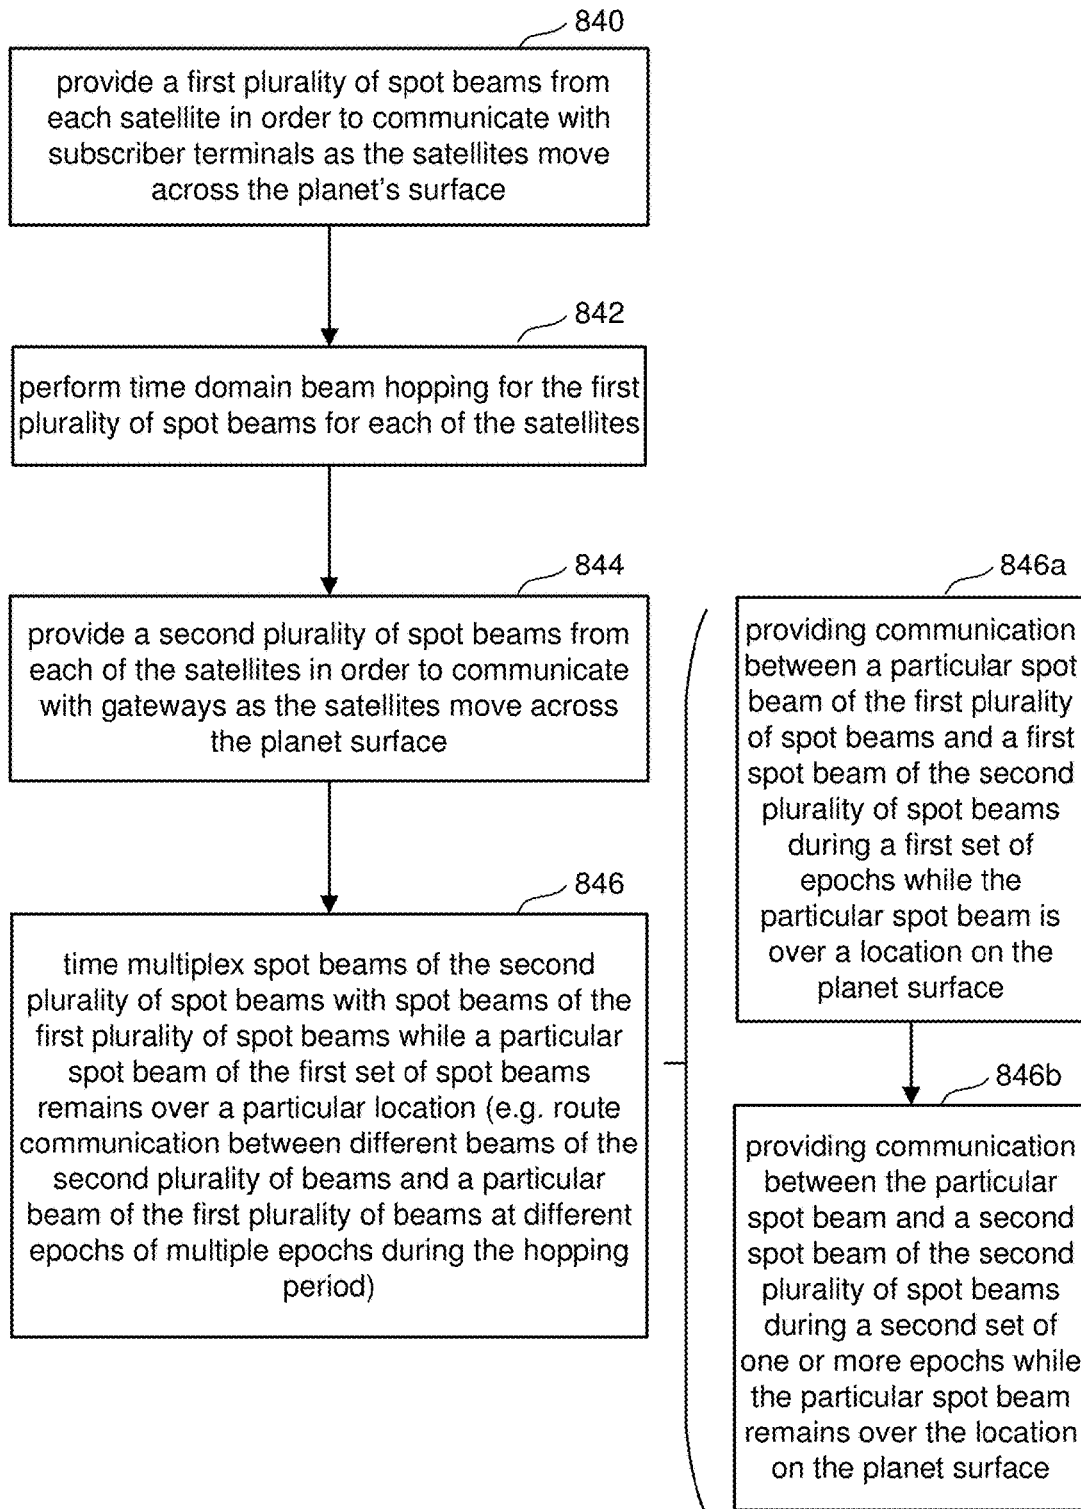 840
provide a first plurality of spot beams from
each satellite in order to communicate with
subscriber terminals as the satellites move
across the planet's surface
842
perform time domain beam hopping for the first
plurality of spot beams for each of the satellites
844
provide a second plurality of spot beams from
each of the satellites in order to communicate
with gateways as the satellites move across
the planet surface
846
time multiplex spot beams of the second
plurality of spot beams with spot beams of the
first plurality of spot beams while a particular
spot beam of the first set of spot beams
remains over a particular location (e.g. route
communication between different beams of the
second plurality of beams and a particular
beam of the first plurality of beams at different
epochs of multiple epochs during the hopping
period)
846a
providing communication
between a particular spot
beam of the first plurality
of spot beams and a first
spot beam of the second
plurality of spot beams
during a first set of
epochs while the
particular spot beam is
over a location on the
planet surface
846b
providing communication
between the particular
spot beam and a second
spot beam of the second
plurality of spot beams
during a second set of
one or more epochs while
the particular spot beam
remains over the location
on the planet surface